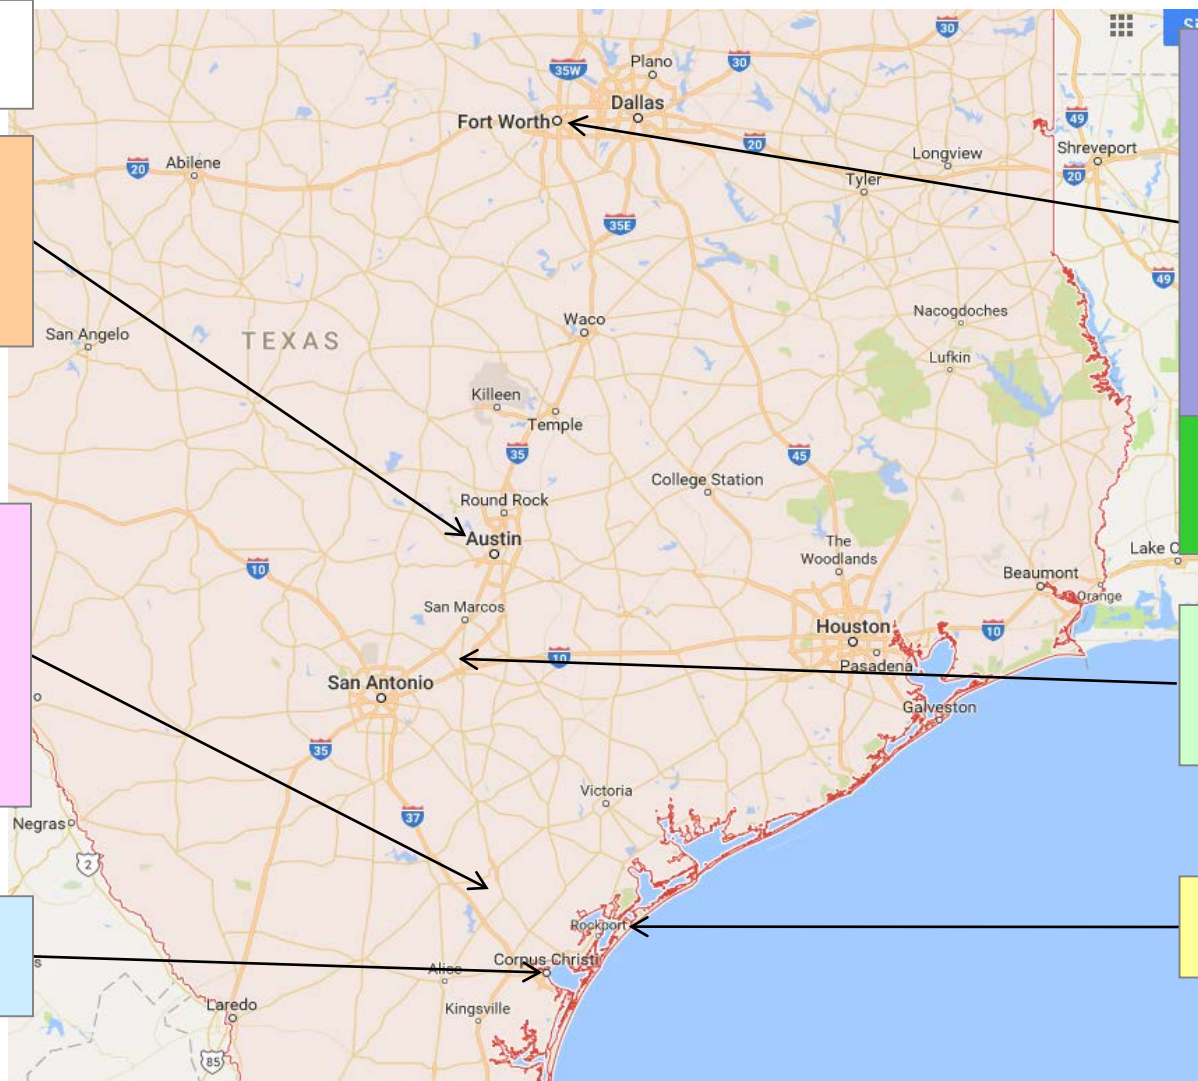 30
Plano
35W
30
Dallas
Fort Worth
49
20
Shreveport
Longview
Abilene
20
20
Tyler
35E
49
Nacogdoches
Waco
San Angelo
TEXAS
Lufkin
Killeen
Temple
35
45
College Station
Round Rock
Austin
The
Woodlands
Lake C
10
Beaumont
Orange
San Marcos
Houston
10
10
Pasadena
San Antonio
Galveston
35
Victoria
37
Negras
2
Rockport
Corpus Christi
s
Alice
Laredo
Kingsville
85